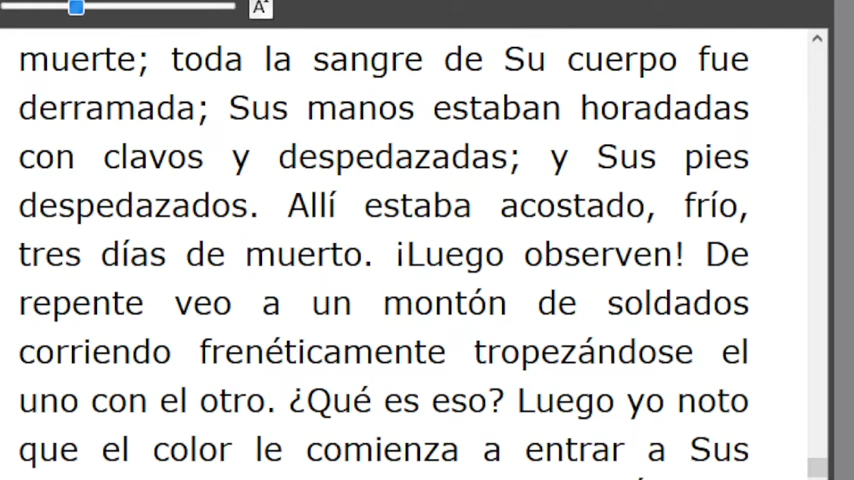 A
muerte; toda la sangre de Su cuerpo fue
derramada; Sus manos estaban horadadas
con clavos y despedazadas; y Sus pies
despedazados. Allí estaba acostado, frío,
tres días de muerto. ¡Luego observen! De
repente veo a un montón de soldados
corriendo frenéticamente tropezándose el
uno con el otro. ¿Qué es eso? Luego yo noto
que el color le comienza a entrar a Sus